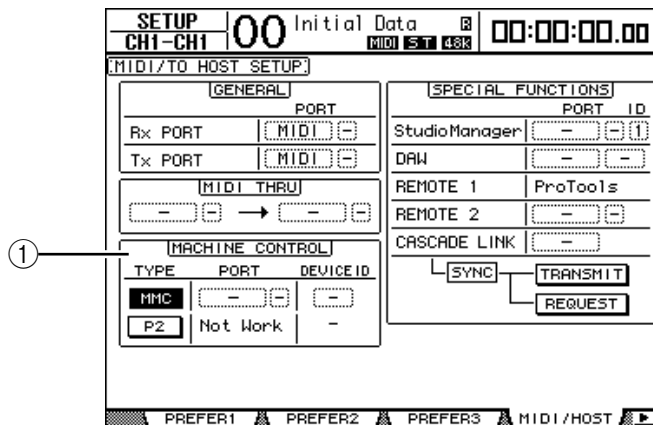 SETUP
CH1-CH1
00 Initial Data R
MIDI ST 48k
00:00:00.00
MIDI/TO HOST SETUP
GENERAL
PORT
Rx PORT MIDI -
Tx PORT MIDI -
MIDI THRU
- - → - -
1
MACHINE CONTROL
TYPE PORT DEVICE ID
MMC - - -
P2 Not Work -
SPECIAL FUNCTIONS
PORT ID
StudioManager - - 1
DAW - -
REMOTE 1 ProTools
REMOTE 2 - -
CASCADE LINK -
SYNC TRANSMIT
REQUEST
PREFER1 PREFER2 PREFER3 MIDI/HOST